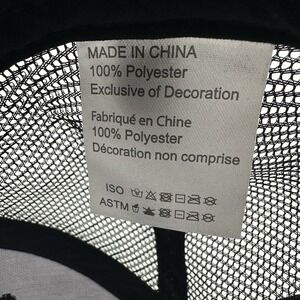 MADE IN CHINA
100% Polyester
Exclusive of Decoration
Fabriqué en Chine
100% Polyester
Décoration non comprise
ISO
ASTM